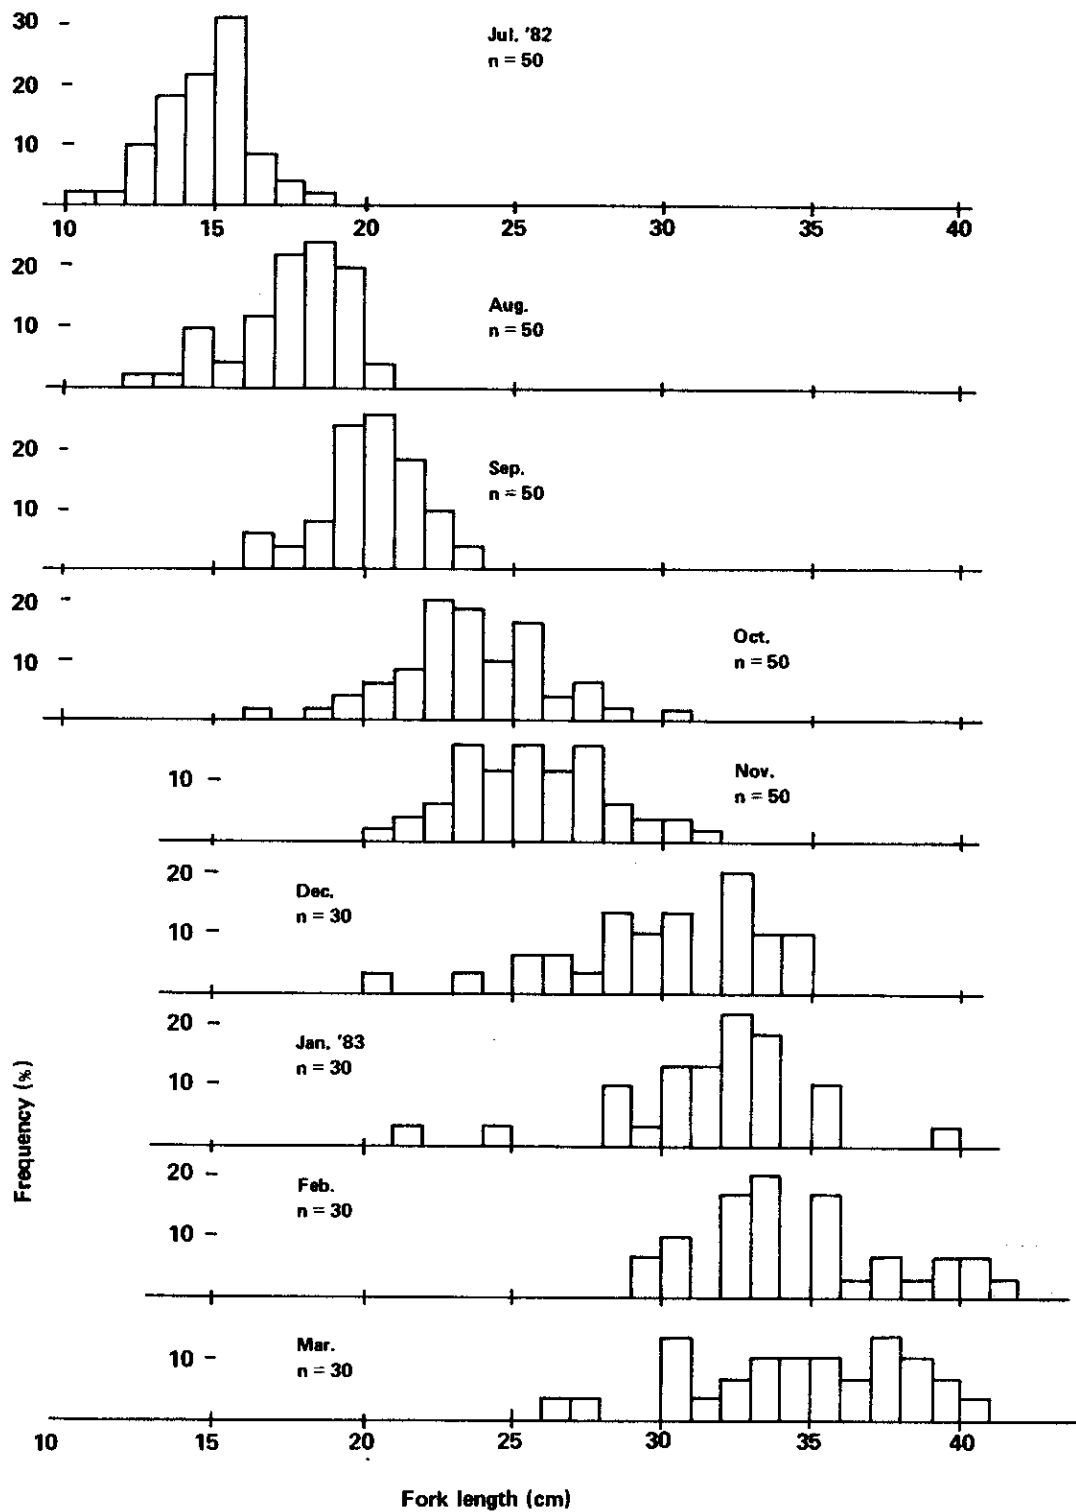 30
Jul. '82
n = 50
20
10
10 15 20 25 30 35 40
20
Aug.
n = 50
10
20
Sep.
n = 50
10
20
Oct.
n = 50
10
Nov.
n = 50
10
20
Dec.
n = 30
10
20
Jan. '83
n = 30
10
20
Feb.
n = 30
10
Mar.
n = 30
10
10 15 20 25 30 35 40
Frequency (%)
Fork length (cm)